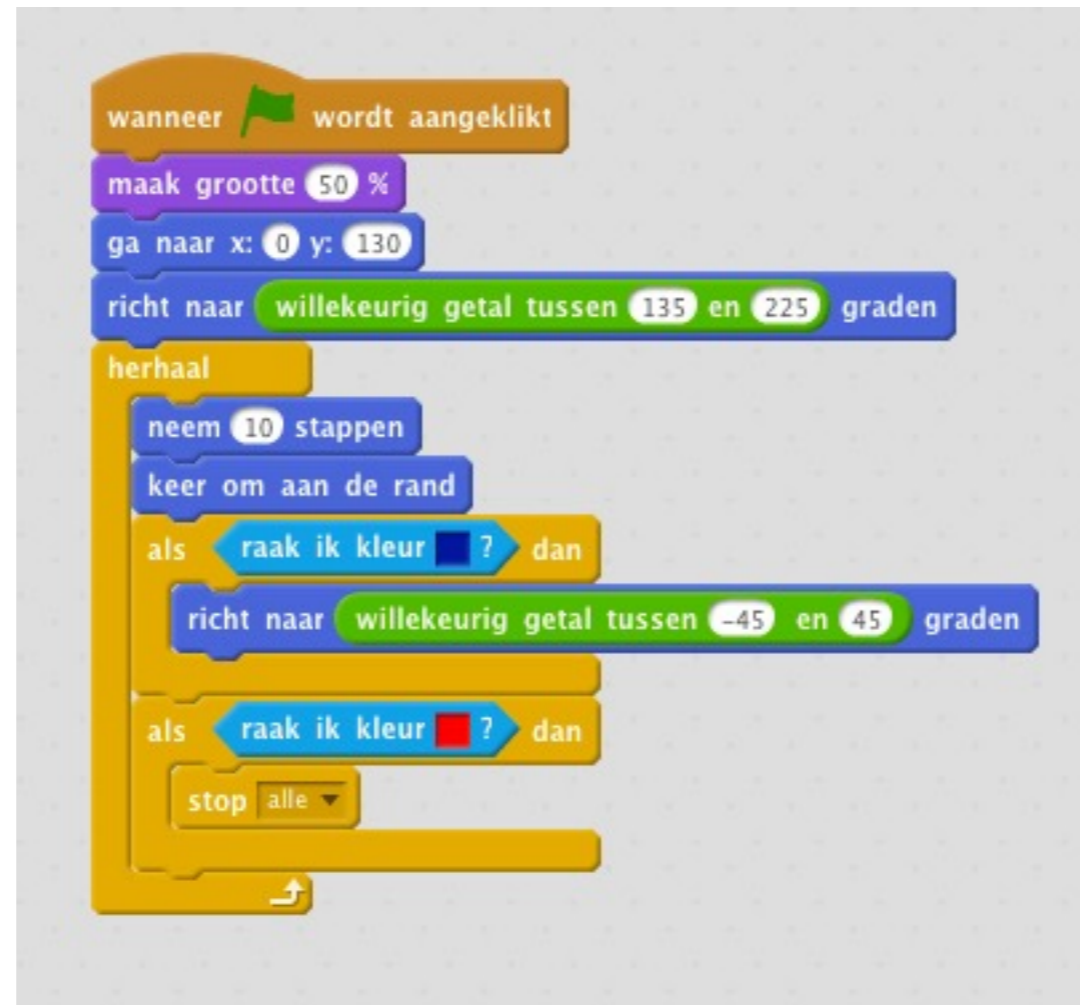 wanneer wordt aangeklikt
maak grootte 50 %
ga naar x: 0 y: 130
richt naar willekeurig getal tussen 135 en 225 graden
herhaal
neem 10 stappen
keer om aan de rand
als raak ik kleur ? dan
richt naar willekeurig getal tussen -45 en 45 graden
als raak ik kleur ? dan
stop alle